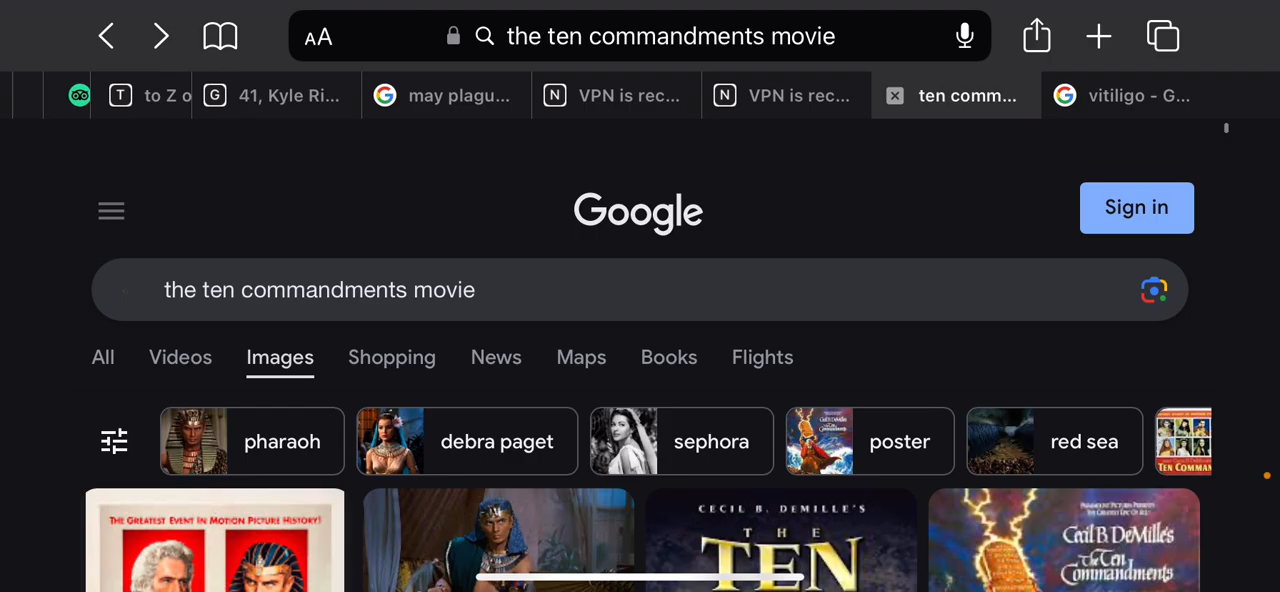 AA the ten commandments movie
T to Z o G 41, Kyle Ri... may plagu... N VPN is rec... N VPN is rec... ten comm... vitiligo - G...
Google
Sign in
the ten commandments movie
All Videos Images Shopping News Maps Books Flights
pharaoh debra paget sephora poster red sea
TEN COMMAN
THE GREATEST EVENT IN MOTION PICTURE HISTORY!
CECIL B. DEMILLE'S
THE
TEN
Cecil B. DeMille's
The Ten
Commandments